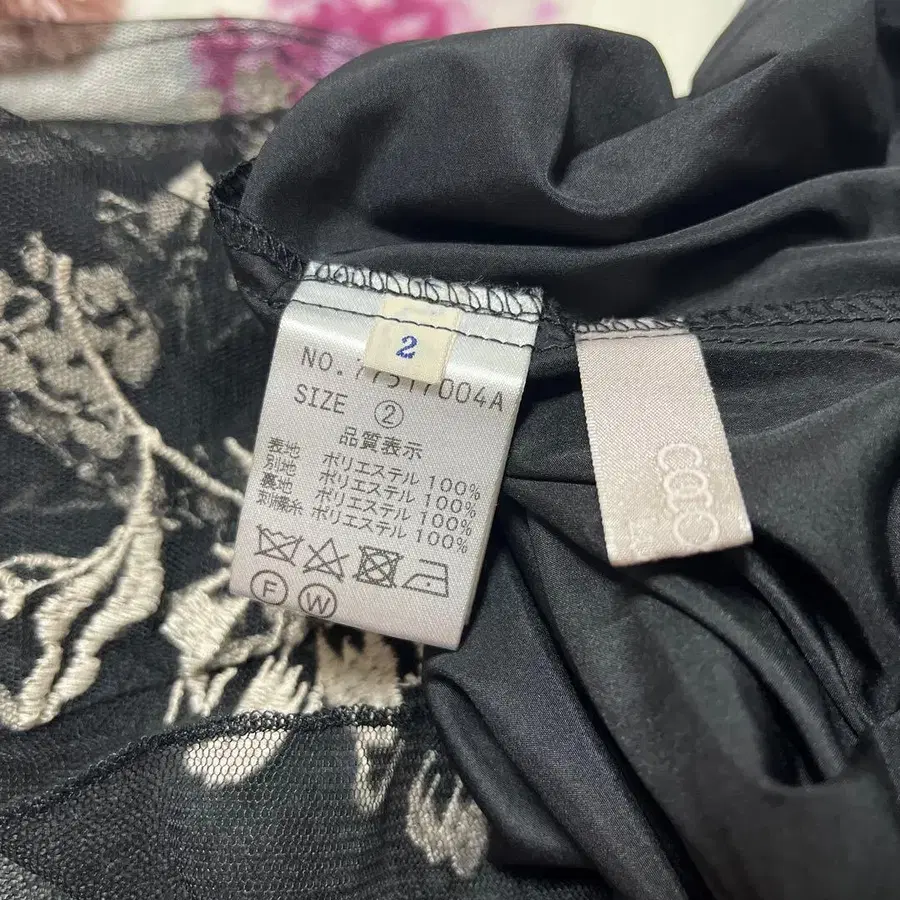 2
NO.77517004A
SIZE ②
品質表示
表地 ポリエステル 100%
別地 ポリエステル 100%
裏地 ポリエステル 100%
刺繍糸 ポリエステル 100%
F W